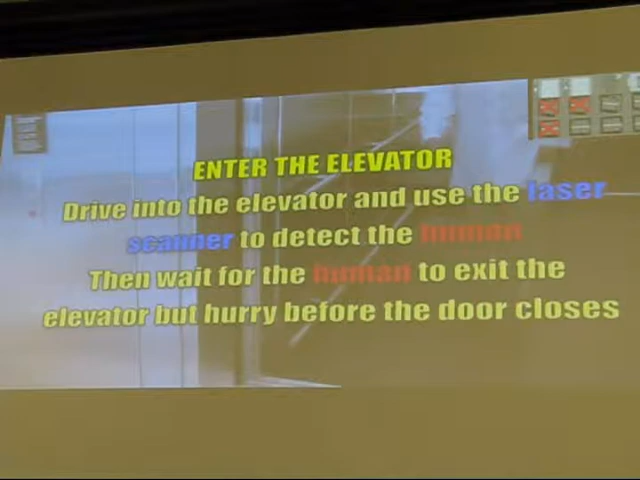 ENTER THE ELEVATOR
Drive into the elevator and use the laser
scanner to detect the human
Then wait for the human to exit the
elevator but hurry before the door closes